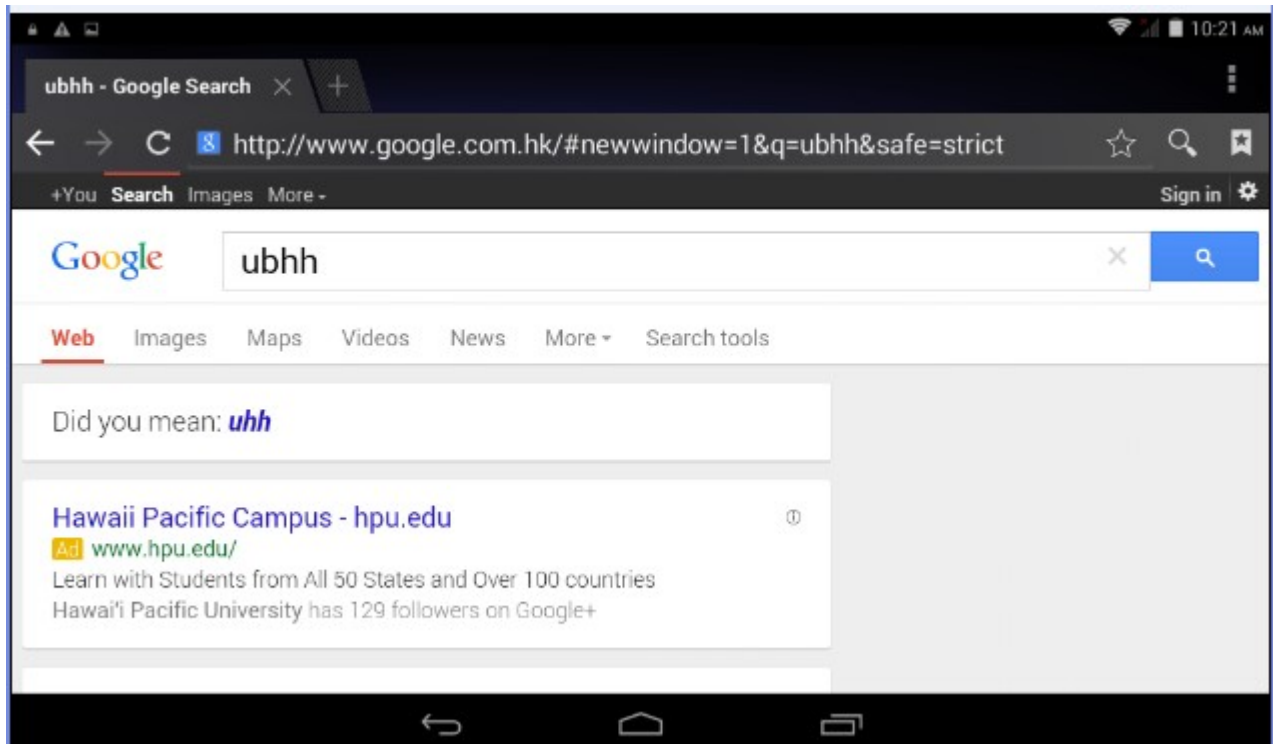 10:21 AM
ubhh - Google Search
http://www.google.com.hk/#newwindow=1&q=ubhh&safe=strict
+You Search Images More
Sign in
Google ubhh
Web Images Maps Videos News More Search tools
Did you mean: uhh
Hawaii Pacific Campus - hpu.edu
Ad www.hpu.edu/
Learn with Students from All 50 States and Over 100 countries
Hawai'i Pacific University has 129 followers on Google+